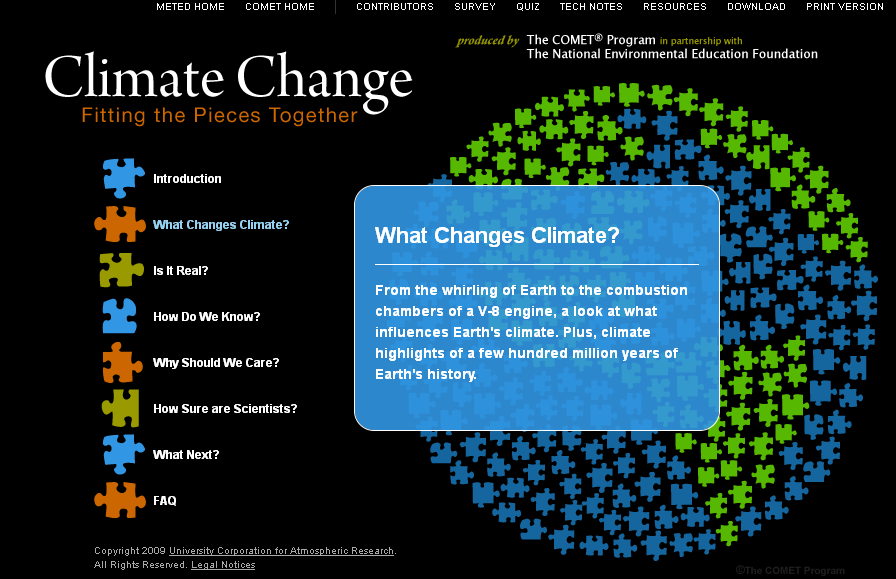 METED HOME COMET HOME CONTRIBUTORS SURVEY QUIZ TECH NOTES RESOURCES DOWNLOAD PRINT VERSION
produced by The COMET® Program in partnership with
The National Environmental Education Foundation
Climate Change
Fitting the Pieces Together
Introduction
What Changes Climate?
Is It Real?
How Do We Know?
Why Should We Care?
How Sure are Scientists?
What Next?
FAQ
What Changes Climate?
From the whirling of Earth to the combustion
chambers of a V-8 engine, a look at what
influences Earth's climate. Plus, climate
highlights of a few hundred million years of
Earth's history.
Copyright 2009 University Corporation for Atmospheric Research.
All Rights Reserved. Legal Notices
©The COMET Program